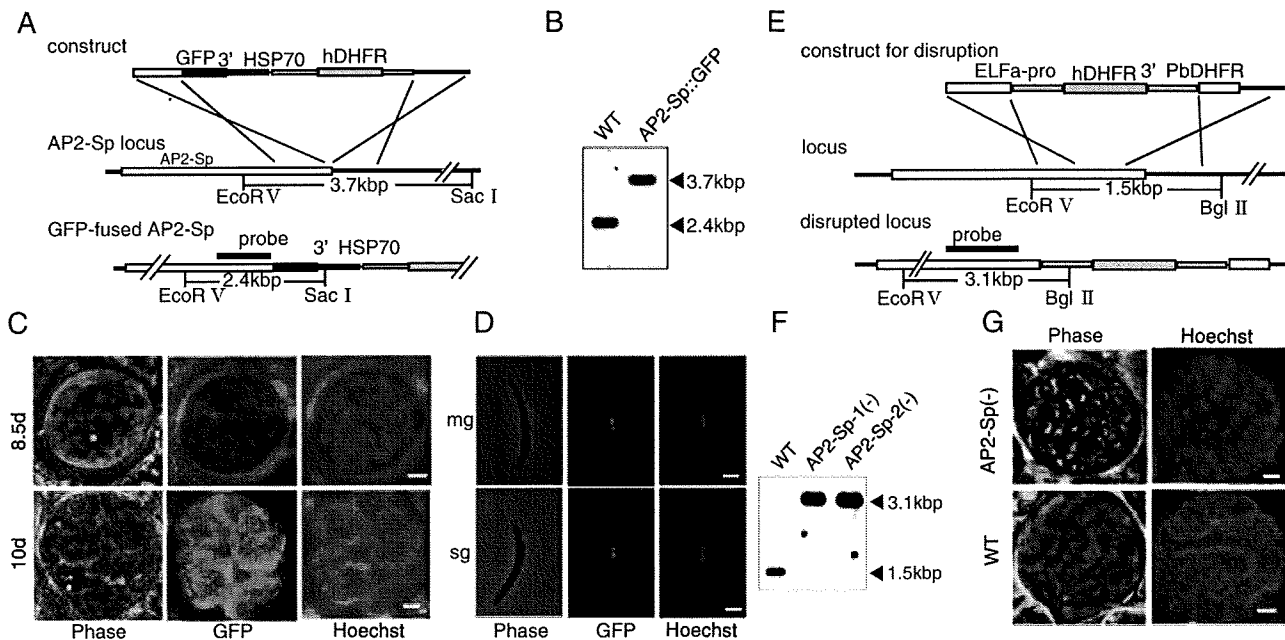 A
construct
GFP 3' HSP70 hDHFR
AP2-Sp locus
AP2-Sp
EcoR V 3.7kbp Sac I
GFP-fused AP2-Sp
probe 3' HSP70
EcoR V 2.4kbp Sac I
B
WT AP2-Sp::GFP
3.7kbp
2.4kbp
E
construct for disruption
ELFa-pro hDHFR 3' PbDHFR
locus
EcoR V 1.5kbp Bgl II
disrupted locus
probe
EcoR V 3.1kbp Bgl II
C
8.5d
10d
Phase GFP Hoechst
D
mg
sg
Phase GFP Hoechst
F
WT AP2-Sp-1(-) AP2-Sp-2(-)
3.1kbp
1.5kbp
G
Phase Hoechst
AP2-Sp(-)
WT